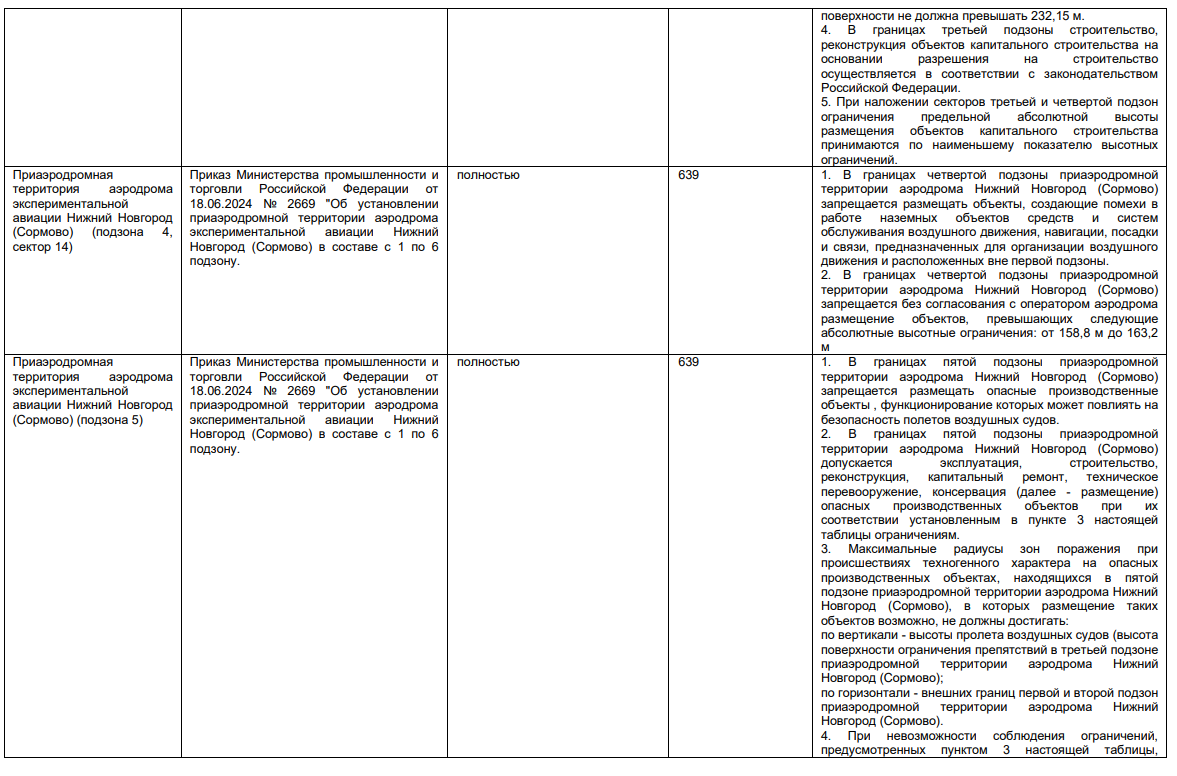 поверхности не должна превышать 232,15 м.
4. В границах третьей подзоны строительство,
реконструкция объектов капитального строительства на
основании разрешения на строительство
осуществляется в соответствии с законодательством
Российской Федерации.
5. При наложении секторов третьей и четвертой подзон
ограничения предельной абсолютной высоты
размещения объектов капитального строительства
принимаются по наименьшему показателю высотных
ограничений.
Приаэродромная
территория аэродрома
экспериментальной
авиации Нижний Новгород
(Сормово) (подзона 4,
сектор 14)
Приказ Министерства промышленности и
торговли Российской Федерации от
18.06.2024 № 2669 "Об установлении
приаэродромной территории аэродрома
экспериментальной авиации Нижний
Новгород (Сормово) в составе с 1 по 6
подзону.
полностью
639
1. В границах четвертой подзоны приаэродромной
территории аэродрома Нижний Новгород (Сормово)
запрещается размещать объекты, создающие помехи в
работе наземных объектов средств и систем
обслуживания воздушного движения, навигации, посадки
и связи, предназначенных для организации воздушного
движения и расположенных вне первой подзоны.
2. В границах четвертой подзоны приаэродромной
территории аэродрома Нижний Новгород (Сормово)
запрещается без согласования с оператором аэродрома
размещение объектов, превышающих следующие
абсолютные высотные ограничения: от 158,8 м до 163,2
м
Приаэродромная
территория аэродрома
экспериментальной
авиации Нижний Новгород
(Сормово) (подзона 5)
Приказ Министерства промышленности и
торговли Российской Федерации от
18.06.2024 № 2669 "Об установлении
приаэродромной территории аэродрома
экспериментальной авиации Нижний
Новгород (Сормово) в составе с 1 по 6
подзону.
полностью
639
1. В границах пятой подзоны приаэродромной
территории аэродрома Нижний Новгород (Сормово)
запрещается размещать опасные производственные
объекты , функционирование которых может повлиять на
безопасность полетов воздушных судов.
2. В границах пятой подзоны приаэродромной
территории аэродрома Нижний Новгород (Сормово)
допускается эксплуатация, строительство,
реконструкция, капитальный ремонт, техническое
перевооружение, консервация (далее - размещение)
опасных производственных объектов при их
соответствии установленным в пункте 3 настоящей
таблицы ограничениям.
3. Максимальные радиусы зон поражения при
происшествиях техногенного характера на опасных
производственных объектах, находящихся в пятой
подзоне приаэродромной территории аэродрома Нижний
Новгород (Сормово), в которых размещение таких
объектов возможно, не должны достигать:
по вертикали - высоты пролета воздушных судов (высота
поверхности ограничения препятствий в третьей подзоне
приаэродромной территории аэродрома Нижний
Новгород (Сормово);
по горизонтали - внешних границ первой и второй подзон
приаэродромной территории аэродрома Нижний
Новгород (Сормово).
4. При невозможности соблюдения ограничений,
предусмотренных пунктом 3 настоящей таблицы,